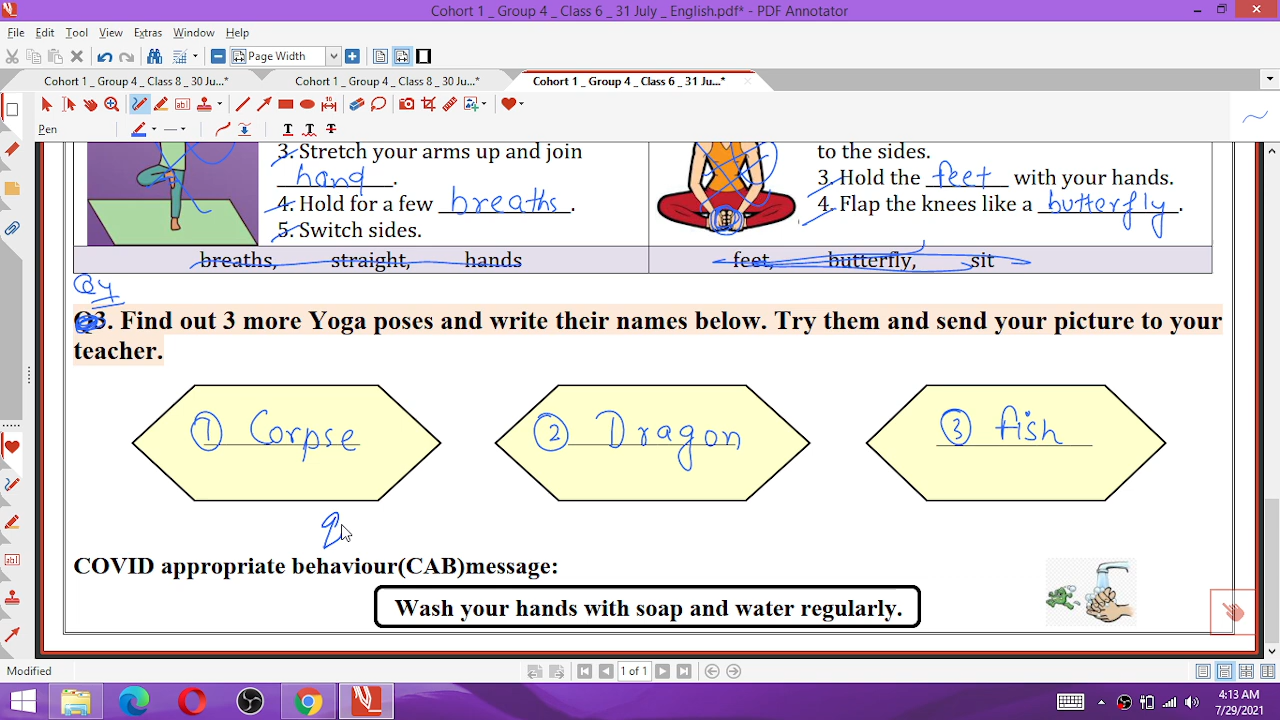 Cohort 1 _ Group 4 _ Class 6 _ 31 July _ English.pdf* - PDF Annotator
File Edit Tool View Extras Window Help
Page Width
Cohort 1 _ Group 4 _ Class 8 _ 30 Ju...* Cohort 1 _ Group 4 _ Class 8 _ 30 Ju...* Cohort 1 _ Group 4 _ Class 6 _ 31 Ju...*
Pen
3. Stretch your arms up and join
hand.
4. Hold for a few breaths.
5. Switch sides.
to the sides.
3. Hold the feet with your hands.
4. Flap the knees like a butterfly.
breaths, straight, hands
feet, butterfly, sit
Q4
Q3. Find out 3 more Yoga poses and write their names below. Try them and send your picture to your
teacher.
1 Corpse
2 Dragon
3 fish
COVID appropriate behaviour(CAB)message:
Wash your hands with soap and water regularly.
Modified
1 of 1
4:13 AM
7/29/2021